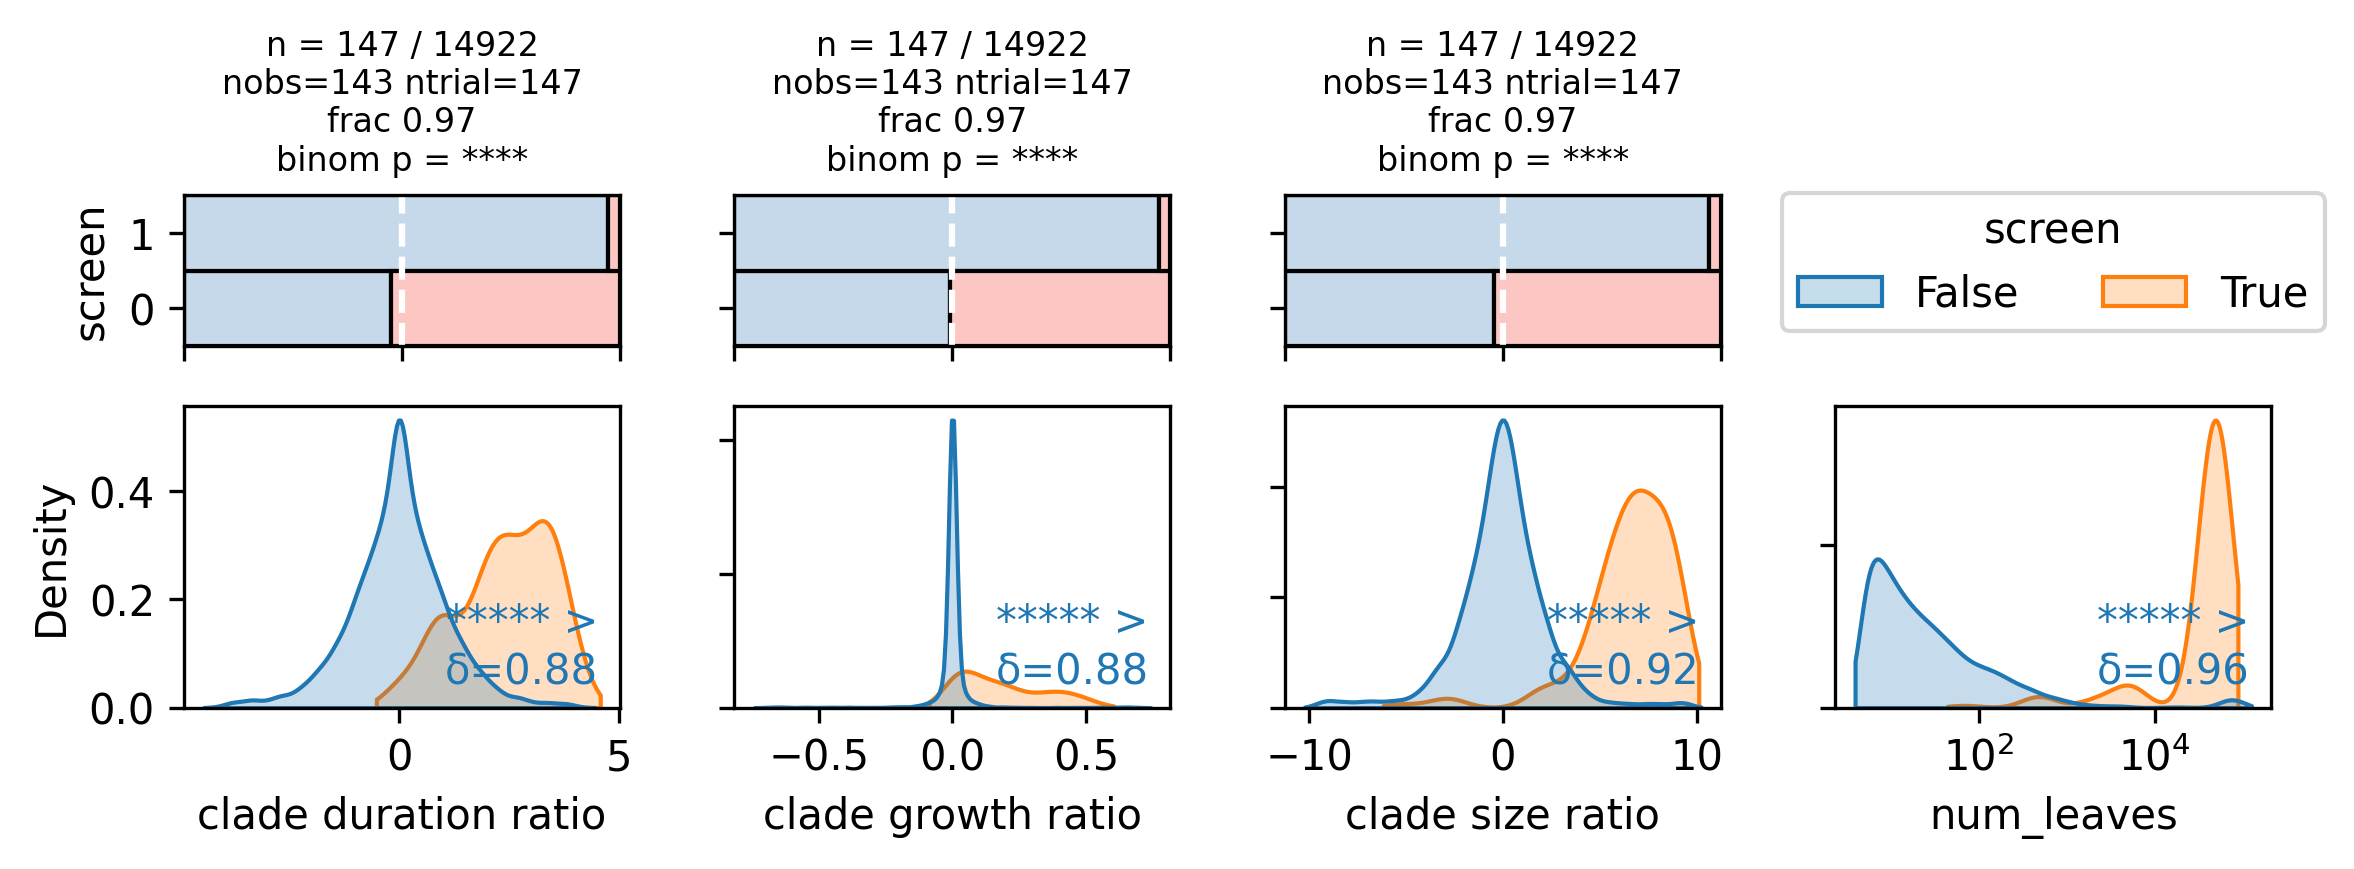 n = 147 / 14922
nobs=143 ntrial=147
frac 0.97
binom p = ****
n = 147 / 14922
nobs=143 ntrial=147
frac 0.97
binom p = ****
n = 147 / 14922
nobs=143 ntrial=147
frac 0.97
binom p = ****
screen
1
0
screen
False
True
Density
0.4
0.2
0.0
***** >
δ=0.88
0
5
clade duration ratio
***** >
δ=0.88
−0.5
0.0
0.5
clade growth ratio
***** >
δ=0.92
−10
0
10
clade size ratio
***** >
δ=0.96
10²
10⁴
num_leaves